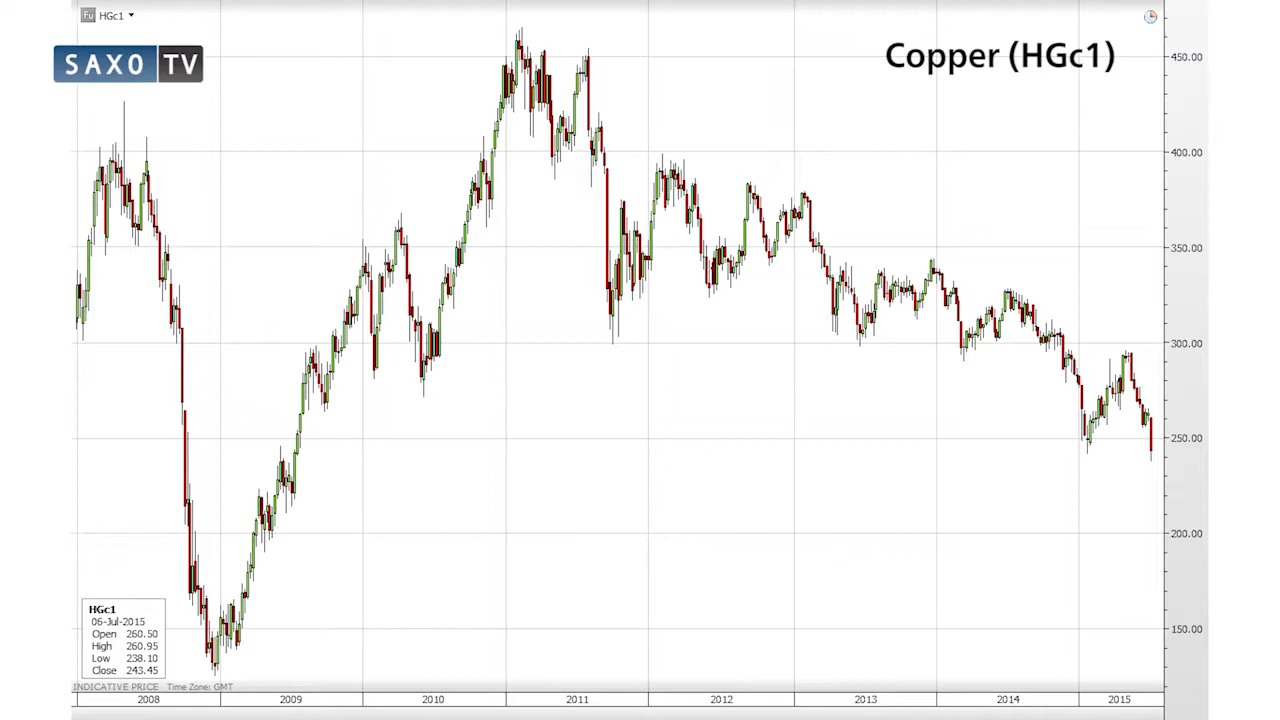 Fu HGc1
SAXO TV
Copper (HGc1)
450.00
400.00
350.00
300.00
250.00
200.00
150.00
HGc1
06-Jul-2015
Open 260.50
High 260.95
Low 238.10
Close 243.45
INDICATIVE PRICE Time Zone: GMT
2008 2009 2010 2011 2012 2013 2014 2015